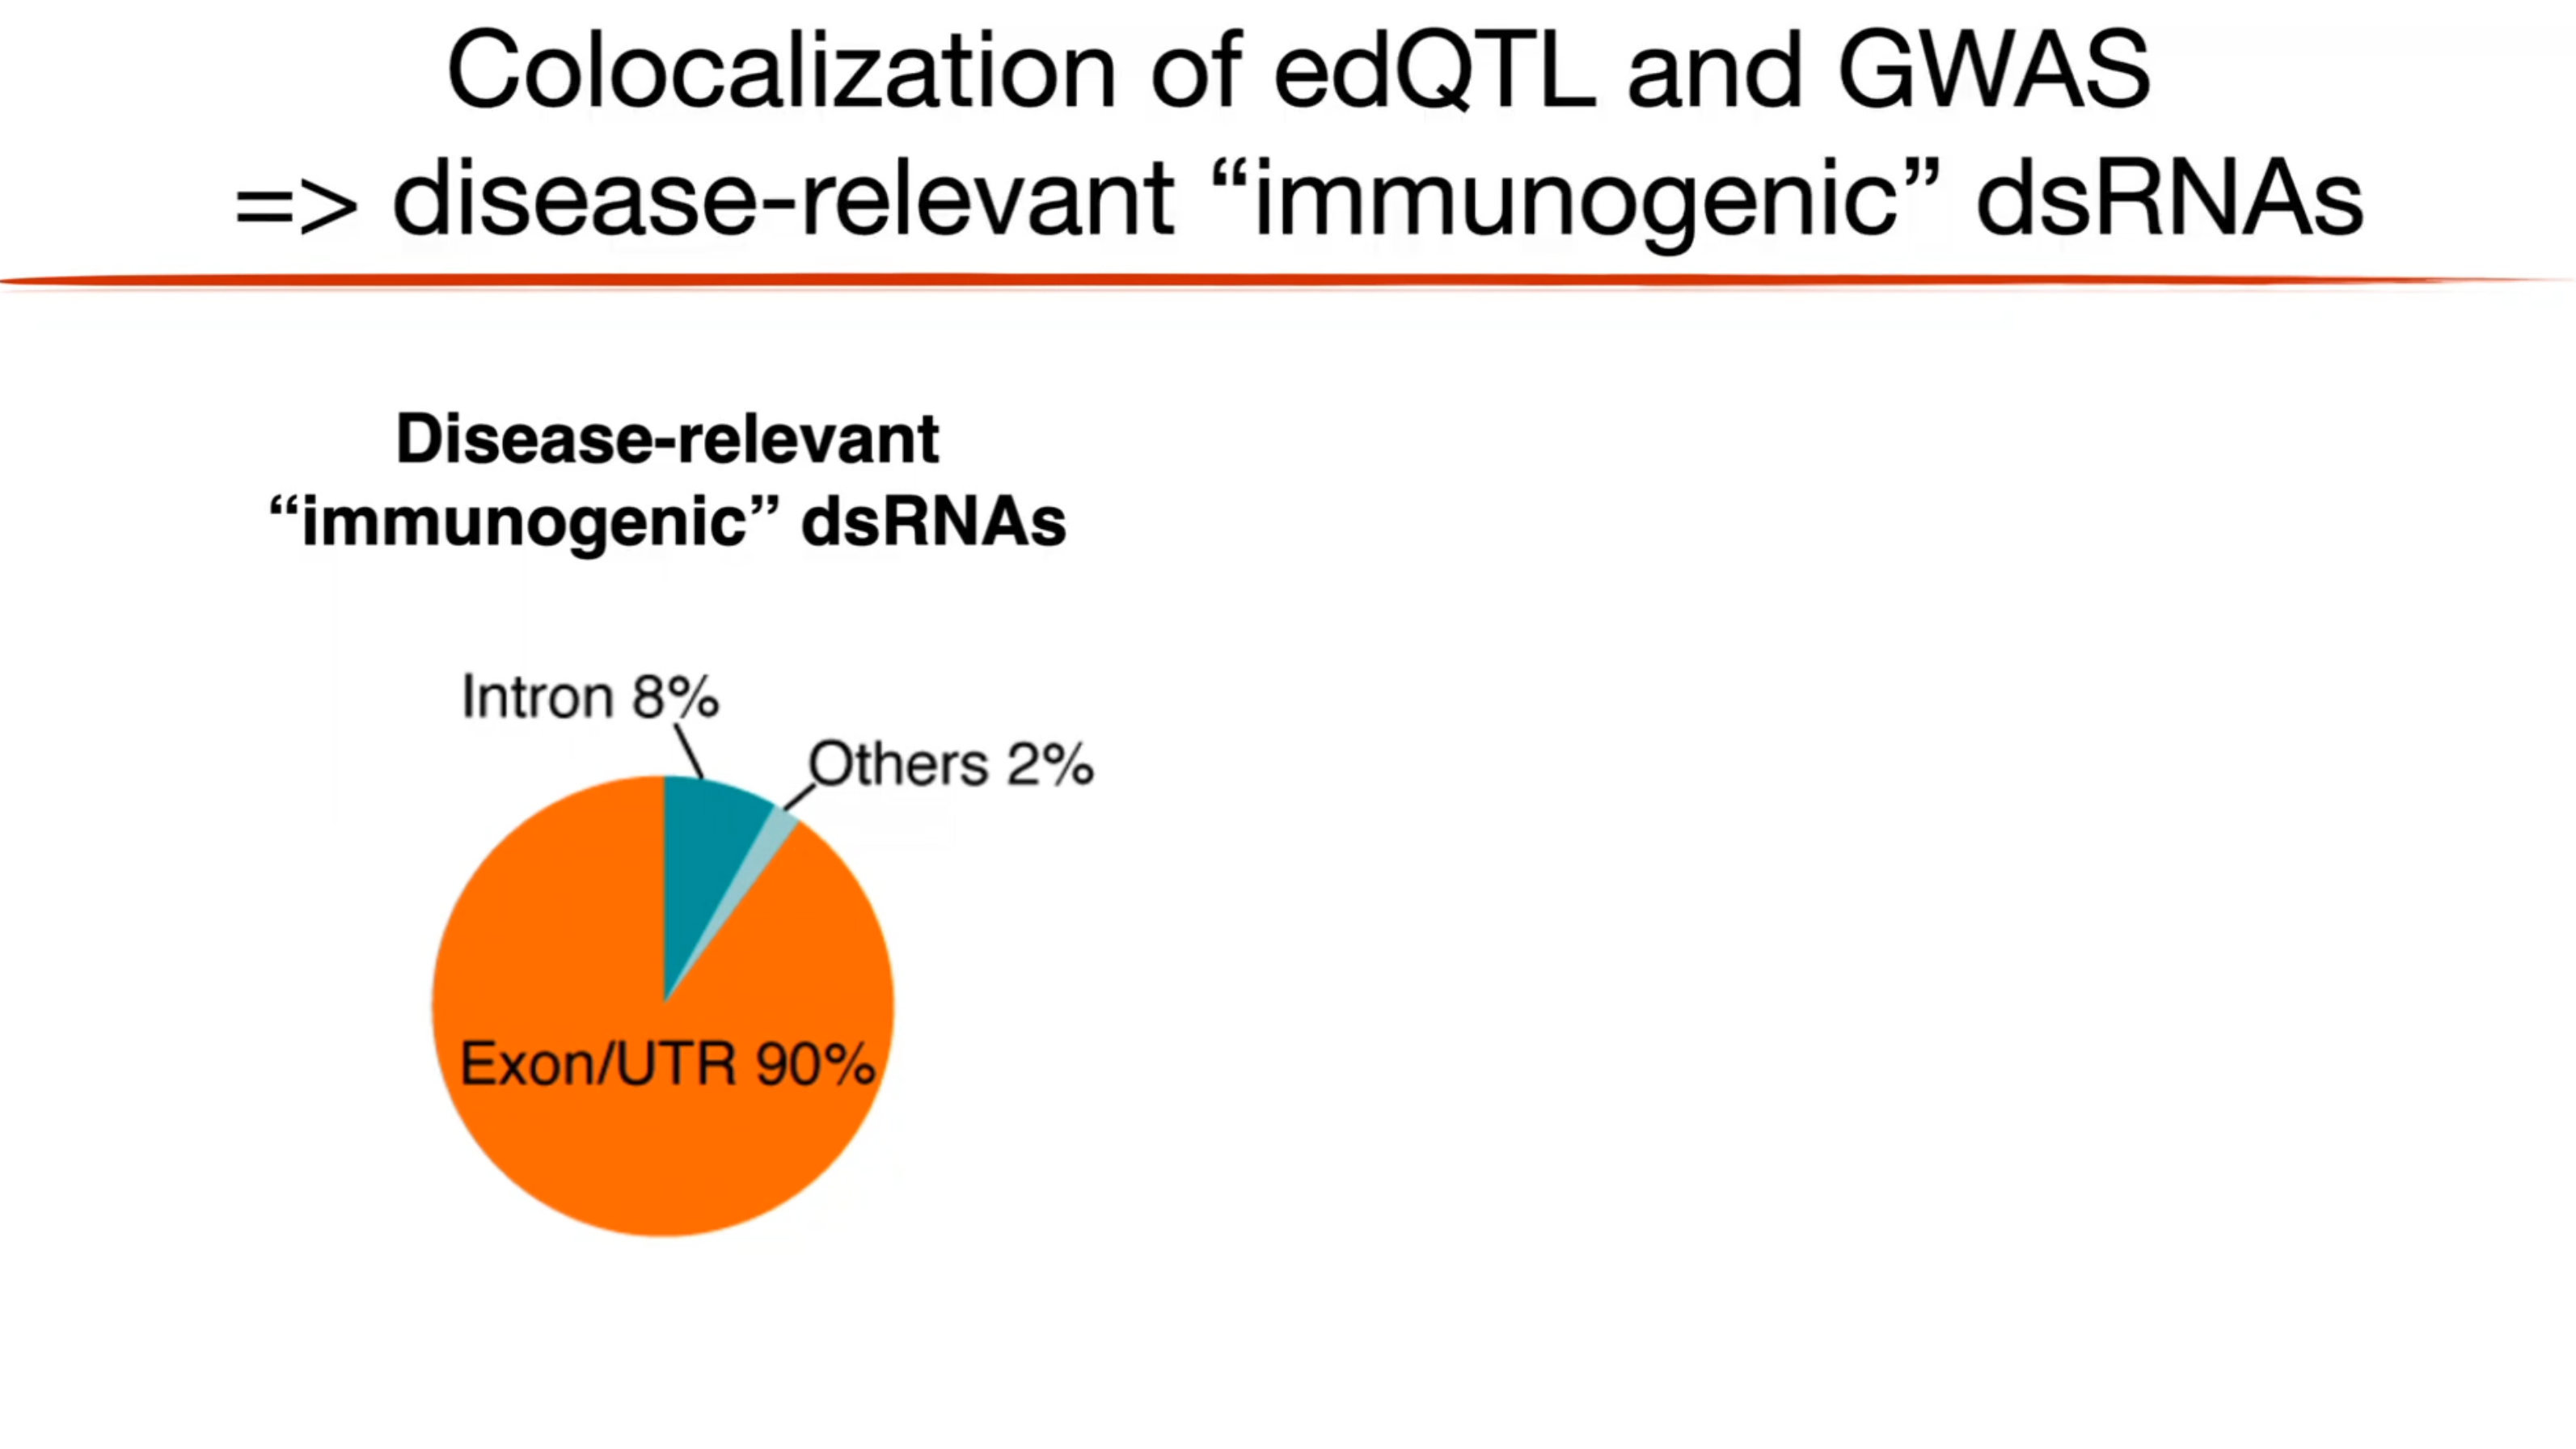 Colocalization of edQTL and GWAS
=> disease-relevant “immunogenic” dsRNAs
Disease-relevant
“immunogenic” dsRNAs
Intron 8%
Others 2%
Exon/UTR 90%